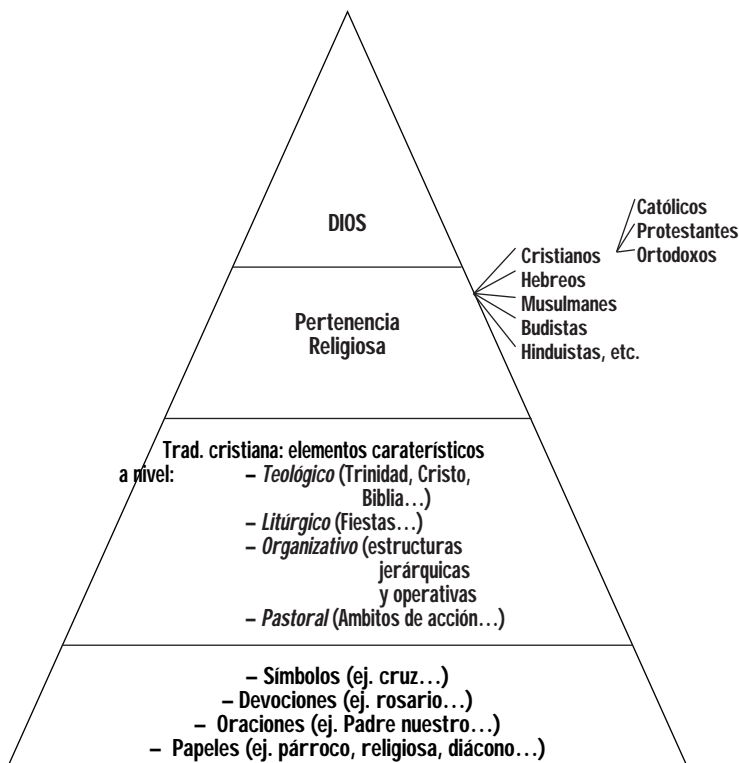 DIOS
Católicos
Protestantes
Ortodoxos
Cristianos
Hebreos
Musulmanes
Budistas
Hinduistas, etc.
Pertenencia
Religiosa
Trad. cristiana: elementos caraterísticos
a nivel: – Teológico (Trinidad, Cristo,
Biblia…)
– Litúrgico (Fiestas…)
– Organizativo (estructuras
jerárquicas
y operativas
– Pastoral (Ambitos de acción…)
– Símbolos (ej. cruz…)
– Devociones (ej. rosario…)
– Oraciones (ej. Padre nuestro…)
– Papeles (ej. párroco, religiosa, diácono…)